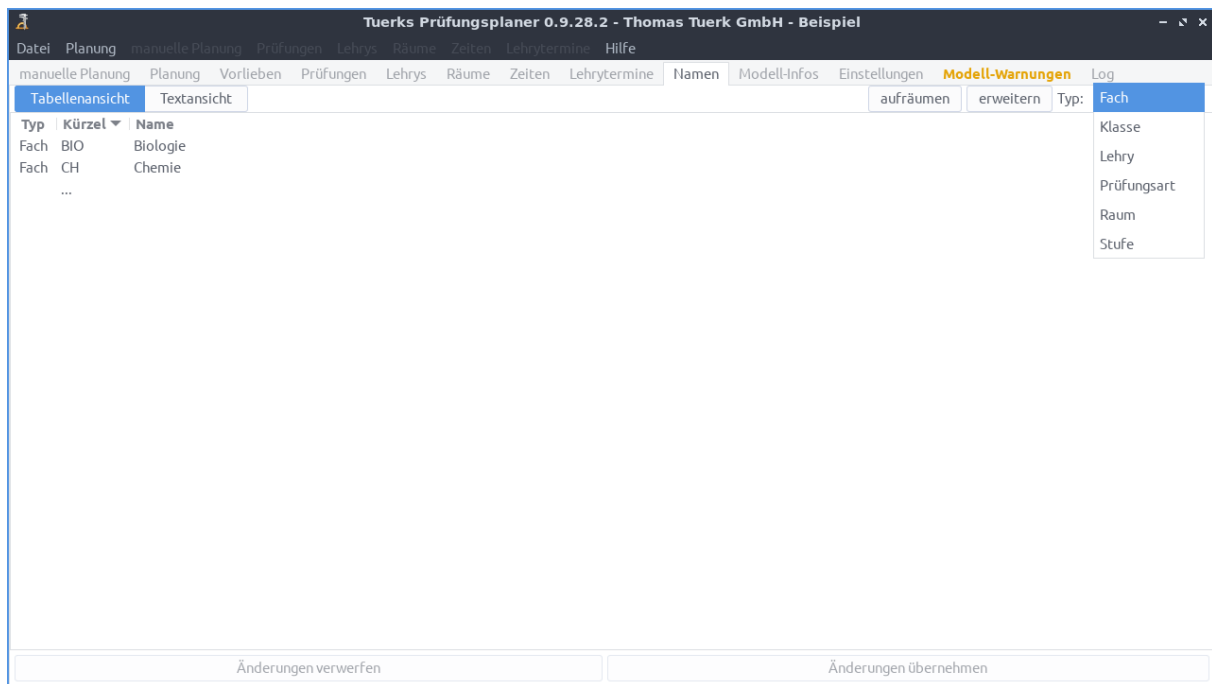 Tuerks Prüfungsplaner 0.9.28.2 - Thomas Tuerk GmbH - Beispiel
Datei Planung manuelle Planung Prüfungen Lehrys Räume Zeiten Lehrytermine Hilfe
manuelle Planung Planung Vorlieben Prüfungen Lehrys Räume Zeiten Lehrytermine Namen Modell-Infos Einstellungen Modell-Warnungen Log
Tabellenansicht Textansicht aufräumen erweitern Typ: Fach
Klasse
Lehry
Prüfungsart
Raum
Stufe
Typ Kürzel Name
Fach BIO Biologie
Fach CH Chemie
...
Änderungen verwerfen Änderungen übernehmen